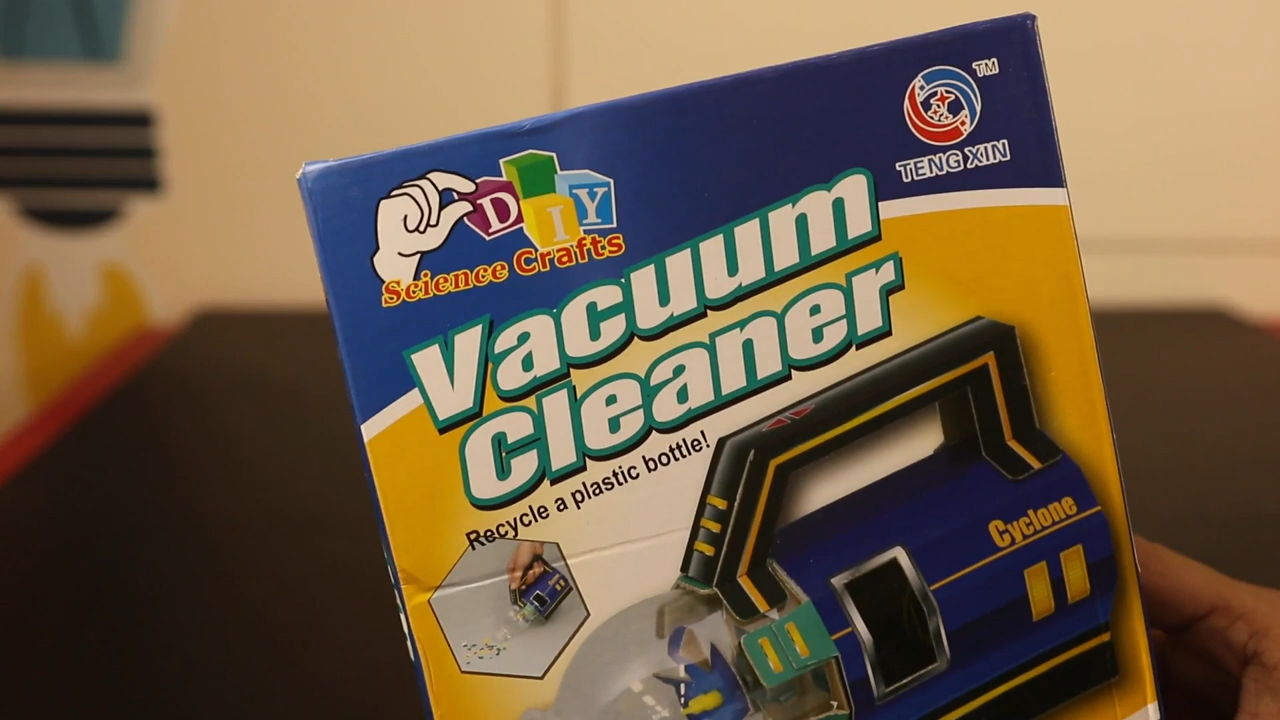 DIY
Science Crafts
TM
TENG XIN
Vacuum
Cleaner
Recycle a plastic bottle!
Cyclone